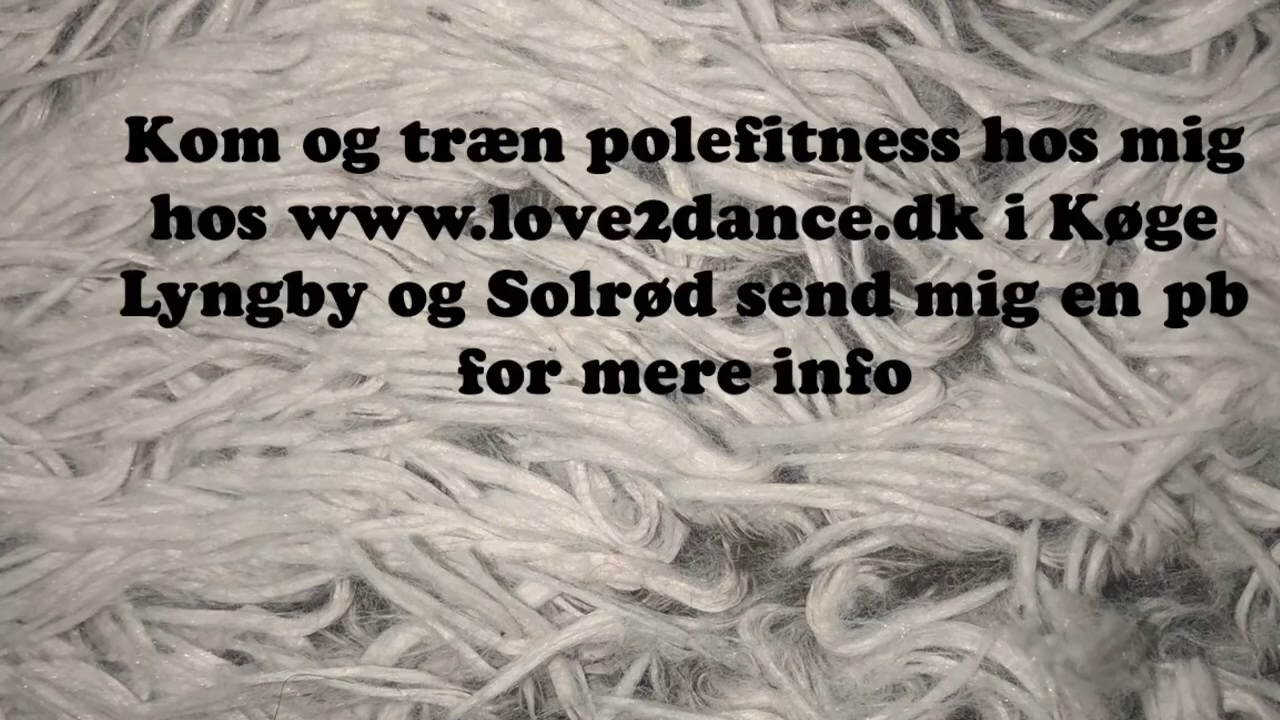 Kom og træn polefitness hos mig
hos www.love2dance.dk i Køge
Lyngby og Solrød send mig en pb
for mere info